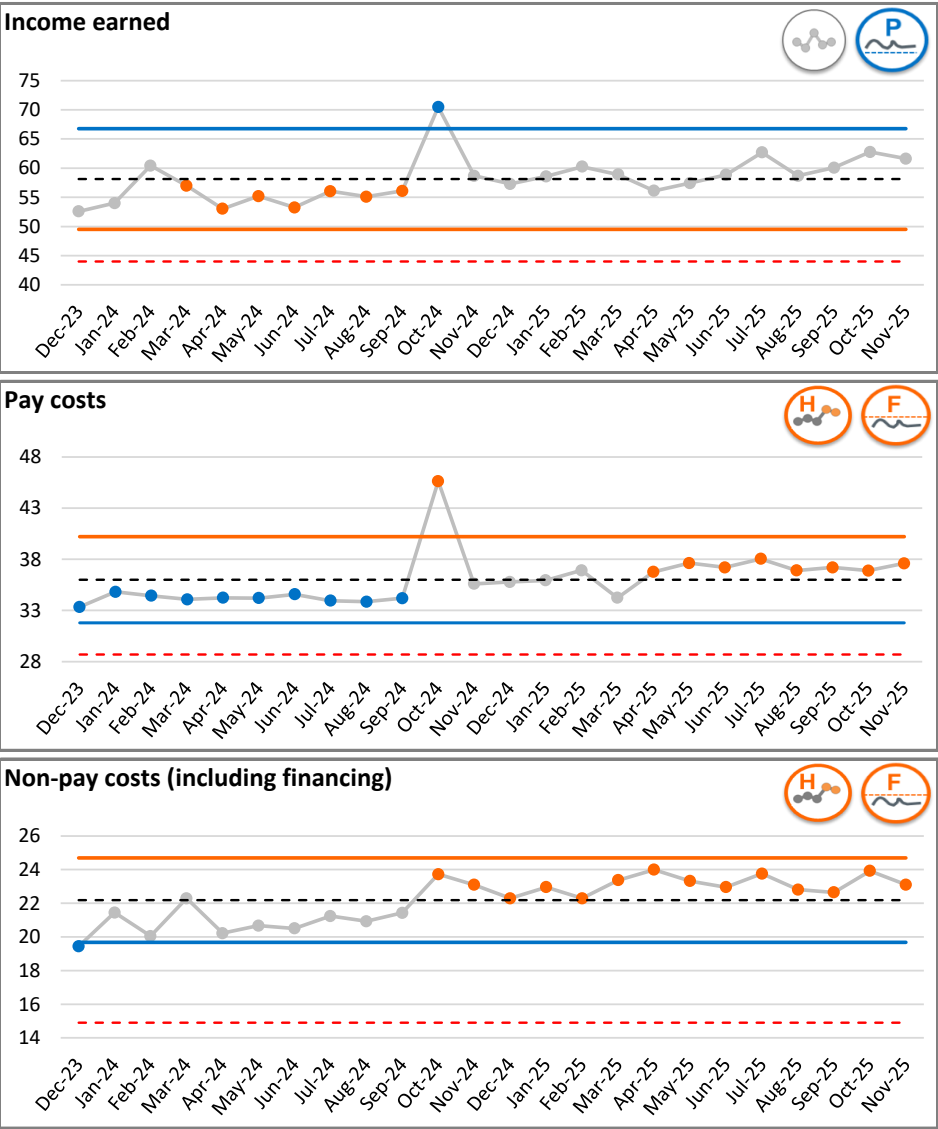 Income earned
P
75
70
65
60
55
50
45
40
Dec-23
Jan-24
Feb-24
Mar-24
Apr-24
May-24
Jun-24
Jul-24
Aug-24
Sep-24
Oct-24
Nov-24
Dec-24
Jan-25
Feb-25
Mar-25
Apr-25
May-25
Jun-25
Jul-25
Aug-25
Sep-25
Oct-25
Nov-25
Pay costs
H
F
48
43
38
33
28
Dec-23
Jan-24
Feb-24
Mar-24
Apr-24
May-24
Jun-24
Jul-24
Aug-24
Sep-24
Oct-24
Nov-24
Dec-24
Jan-25
Feb-25
Mar-25
Apr-25
May-25
Jun-25
Jul-25
Aug-25
Sep-25
Oct-25
Nov-25
Non-pay costs (including financing)
H
F
26
24
22
20
18
16
14
Dec-23
Jan-24
Feb-24
Mar-24
Apr-24
May-24
Jun-24
Jul-24
Aug-24
Sep-24
Oct-24
Nov-24
Dec-24
Jan-25
Feb-25
Mar-25
Apr-25
May-25
Jun-25
Jul-25
Aug-25
Sep-25
Oct-25
Nov-25